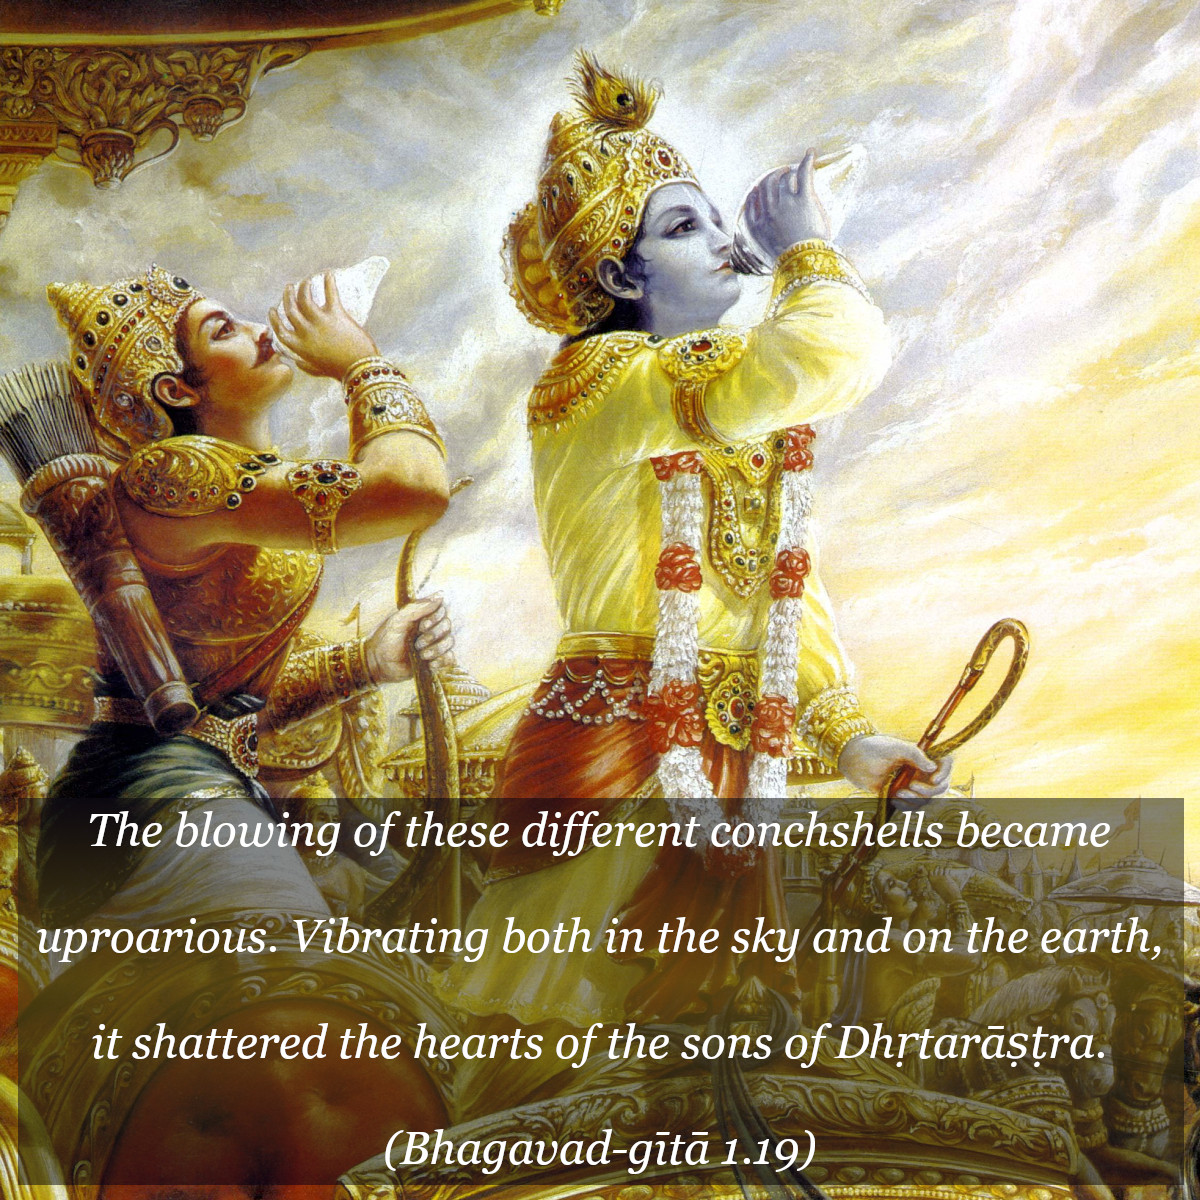 The blowing of these different conchshells became
uproarious. Vibrating both in the sky and on the earth,
it shattered the hearts of the sons of Dhṛtarāṣṭra.
(Bhagavad-gītā 1.19)